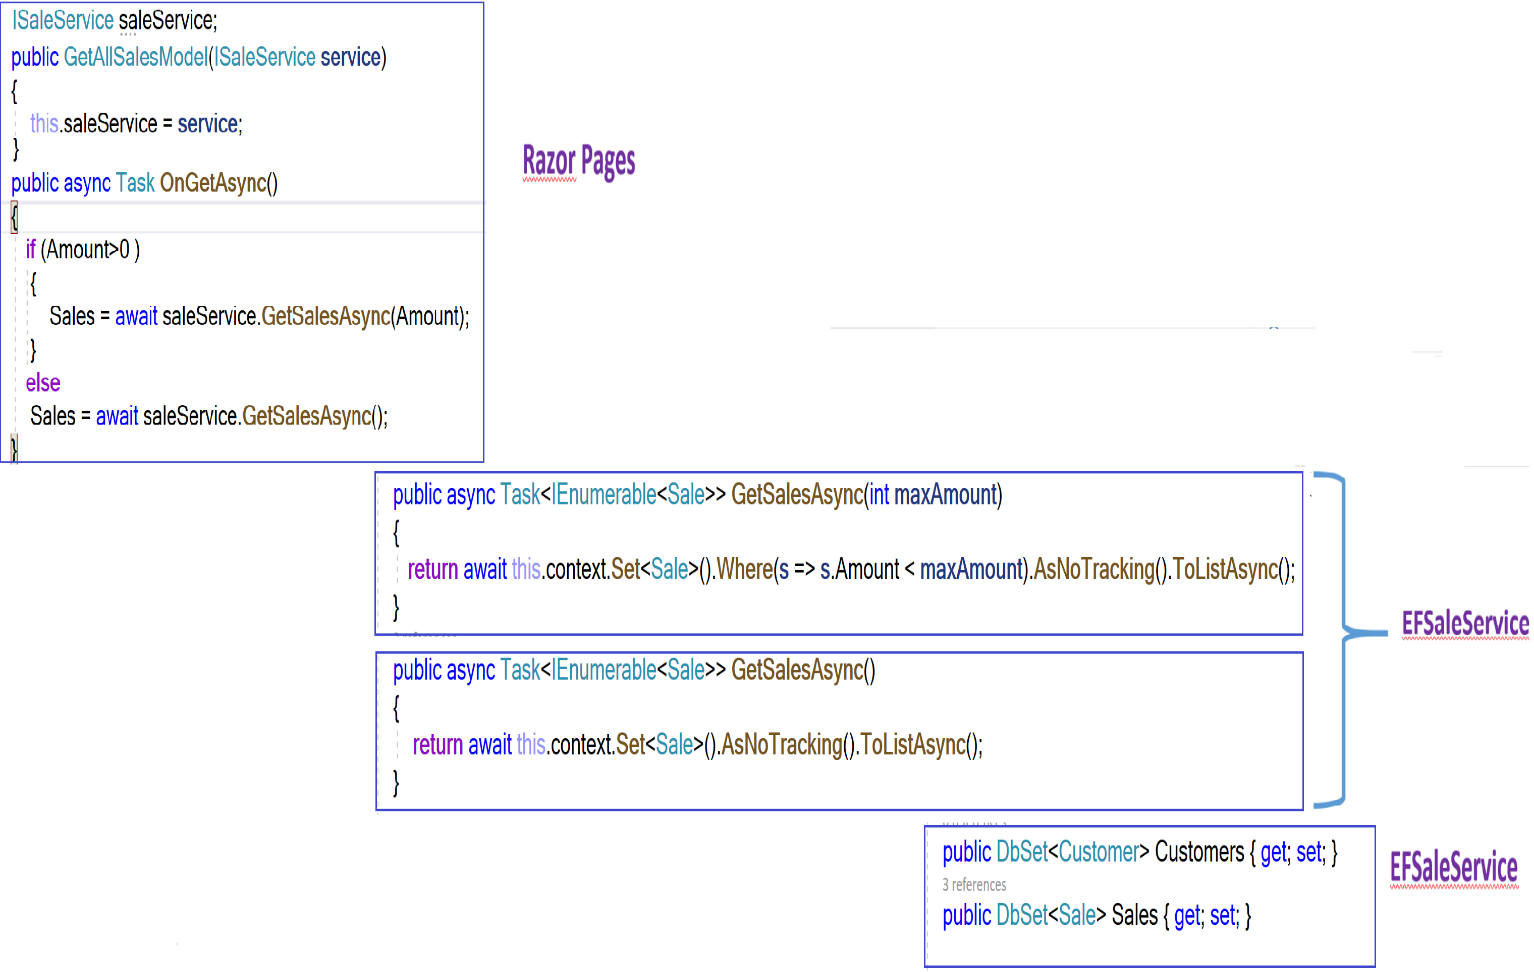 ISaleService saleService;
public GetAllSalesModel(ISaleService service)
{
this.saleService = service;
}
public async Task OnGetAsync()
{
if (Amount>0 )
{
Sales = await saleService.GetSalesAsync(Amount);
}
else
Sales = await saleService.GetSalesAsync();
}
Razor Pages
public async Task<IEnumerable<Sale>> GetSalesAsync(int maxAmount)
{
return await this.context.Set<Sale>().Where(s => s.Amount < maxAmount).AsNoTracking().ToListAsync();
}
public async Task<IEnumerable<Sale>> GetSalesAsync()
{
return await this.context.Set<Sale>().AsNoTracking().ToListAsync();
}
EFSaleService
public DbSet<Customer> Customers { get; set; }
3 references
public DbSet<Sale> Sales { get; set; }
EFSaleService